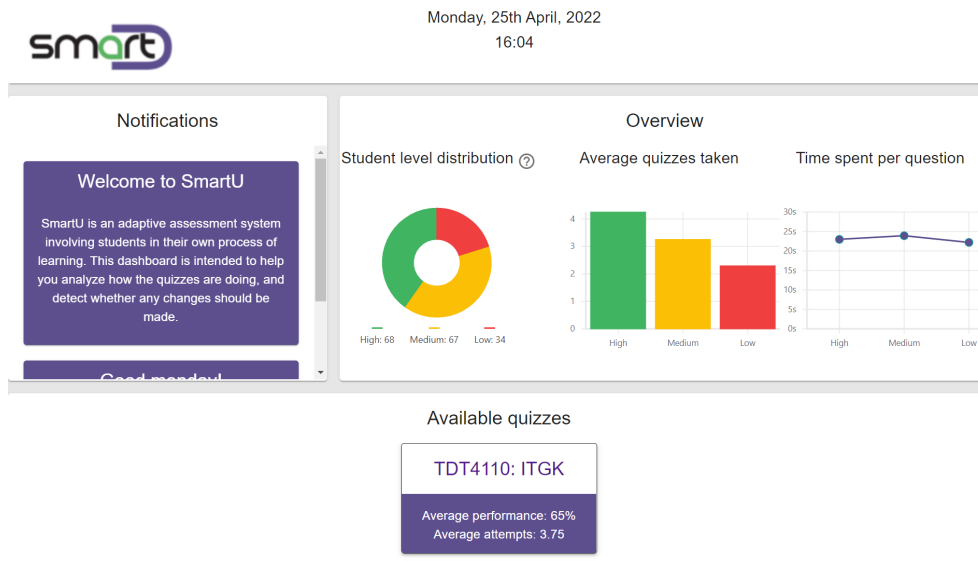 smart
Monday, 25th April, 2022
16:04
Notifications
Welcome to SmartU
SmartU is an adaptive assessment system
involving students in their own process of
learning. This dashboard is intended to help
you analyze how the quizzes are doing, and
detect whether any changes should be
made.
Good monday!
Overview
Student level distribution ?
High: 68 Medium: 67 Low: 34
Average quizzes taken
4
3
2
1
0
High Medium Low
Time spent per question
30s
25s
20s
15s
10s
5s
0s
High Medium Low
Available quizzes
TDT4110: ITGK
Average performance: 65%
Average attempts: 3.75